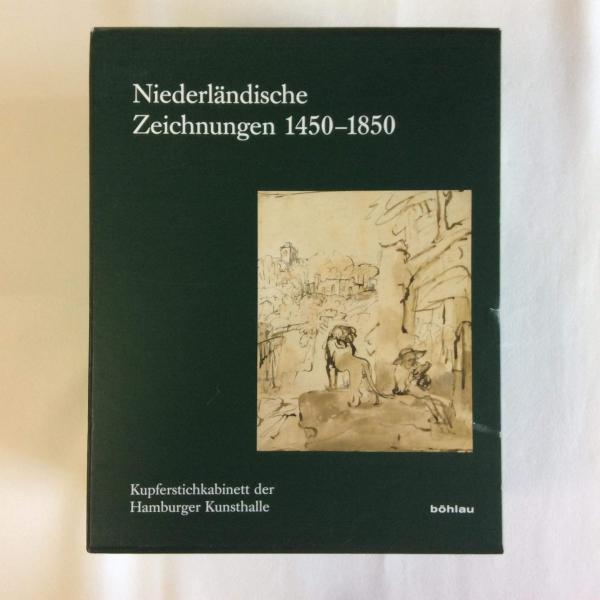 Niederländische
Zeichnungen 1450–1850
Kupferstichkabinett der
Hamburger Kunsthalle
böhlau